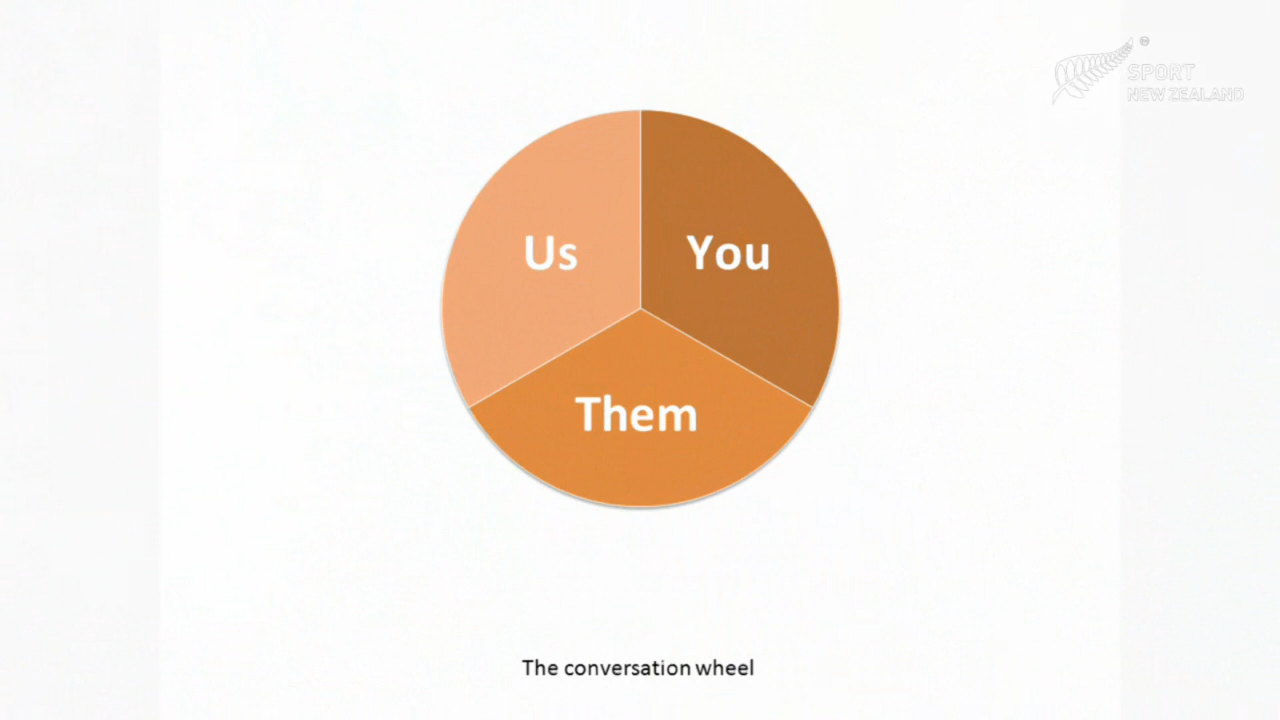 SPORT
NEW ZEALAND
Us
You
Them
The conversation wheel